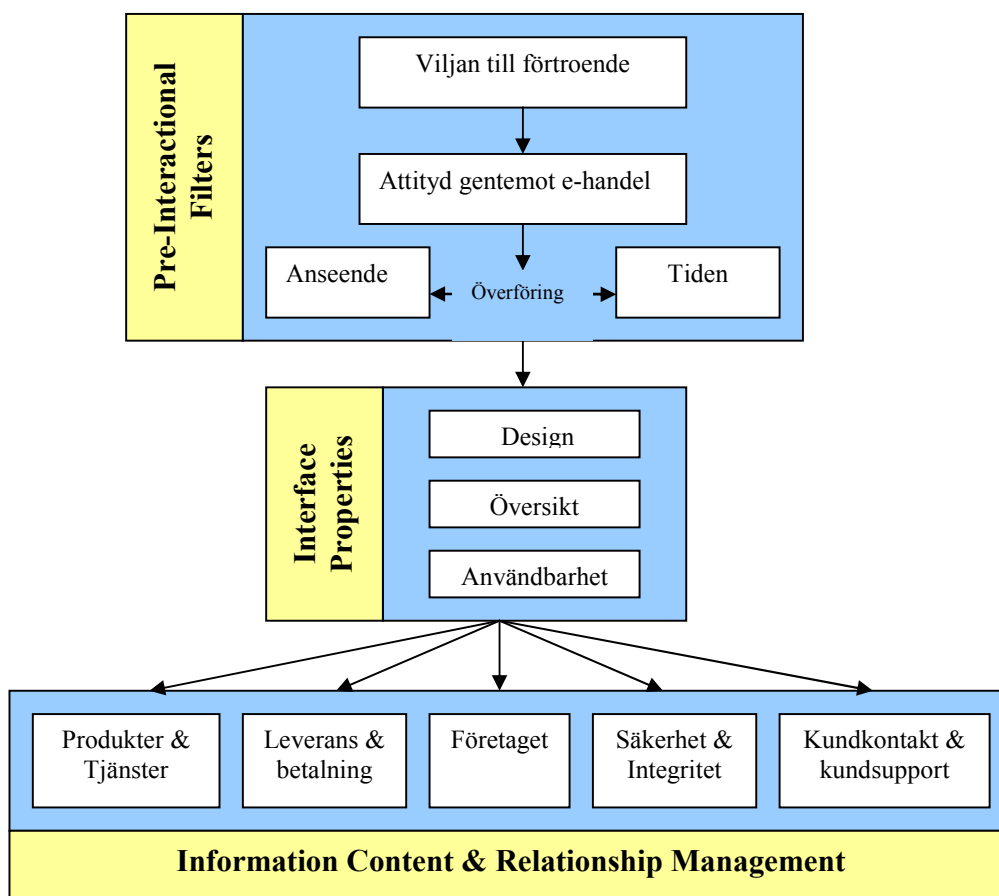 Pre-Interactional
Filters
Viljan till förtroende
Attityd gentemot e-handel
Anseende
Överföring
Tiden
Interface
Properties
Design
Översikt
Användbarhet
Produkter &
Tjänster
Leverans &
betalning
Företaget
Säkerhet &
Integritet
Kundkontakt &
kundsupport
Information Content & Relationship Management